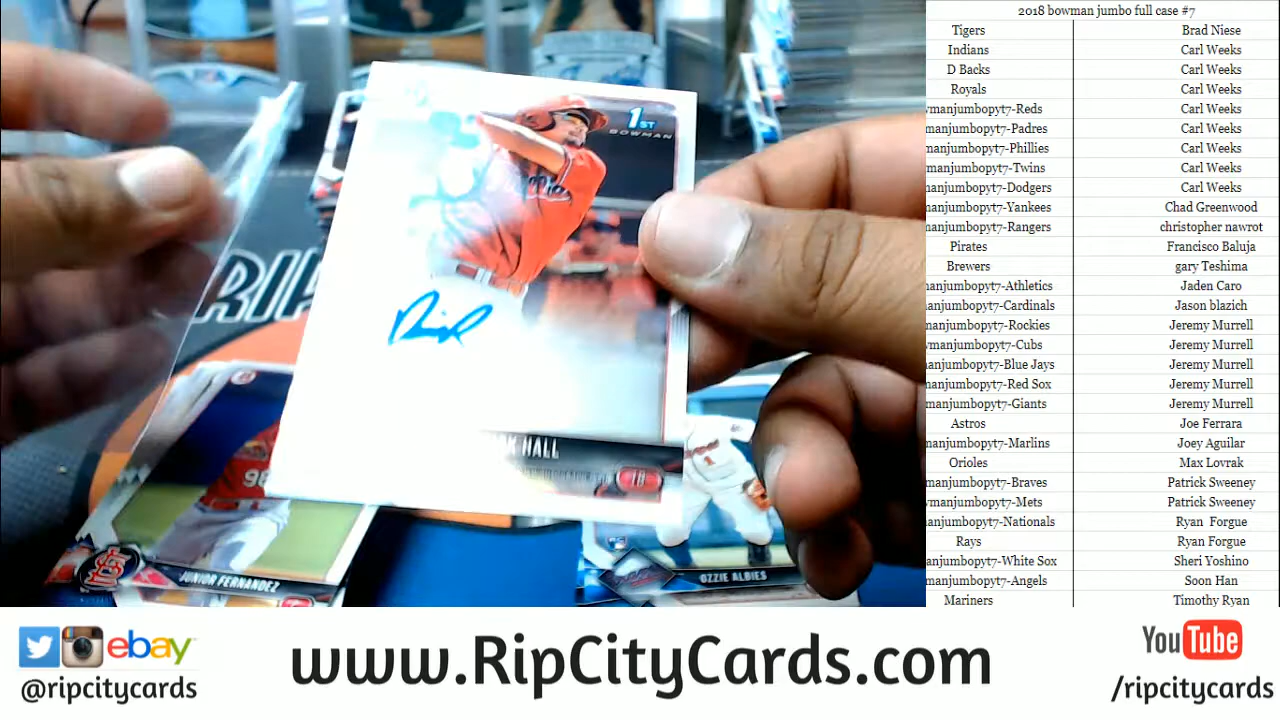 2018 bowman jumbo full case #7
Tigers Brad Niese
Indians Carl Weeks
D Backs Carl Weeks
Royals Carl Weeks
manjumbopyt7-Reds Carl Weeks
manjumbopyt7-Padres Carl Weeks
manjumbopyt7-Phillies Carl Weeks
manjumbopyt7-Twins Carl Weeks
manjumbopyt7-Dodgers Carl Weeks
manjumbopyt7-Yankees Chad Greenwood
manjumbopyt7-Rangers christopher nawrot
Pirates Francisco Baluja
Brewers gary Teshima
manjumbopyt7-Athletics Jaden Caro
manjumbopyt7-Cardinals Jason blazich
manjumbopyt7-Rockies Jeremy Murrell
wmanjumbopyt7-Cubs Jeremy Murrell
manjumbopyt7-Blue Jays Jeremy Murrell
manjumbopyt7-Red Sox Jeremy Murrell
manjumbopyt7-Giants Jeremy Murrell
Astros Joe Ferrara
manjumbopyt7-Marlins Joey Aguilar
Orioles Max Lovrak
manjumbopyt7-Braves Patrick Sweeney
wmanjumbopyt7-Mets Patrick Sweeney
manjumbopyt7-Nationals Ryan Forgue
Rays Ryan Forgue
anjumbopyt7-White Sox Sheri Yoshino
manjumbopyt7-Angels Soon Han
Mariners Timothy Ryan
1ST
BOWMAN
HALL
RIP
98
1
JUNIOR FERNANDEZ
OZZIE ALBIES
ebay
@ripcitycards
www.RipCityCards.com
YouTube
/ripcitycards